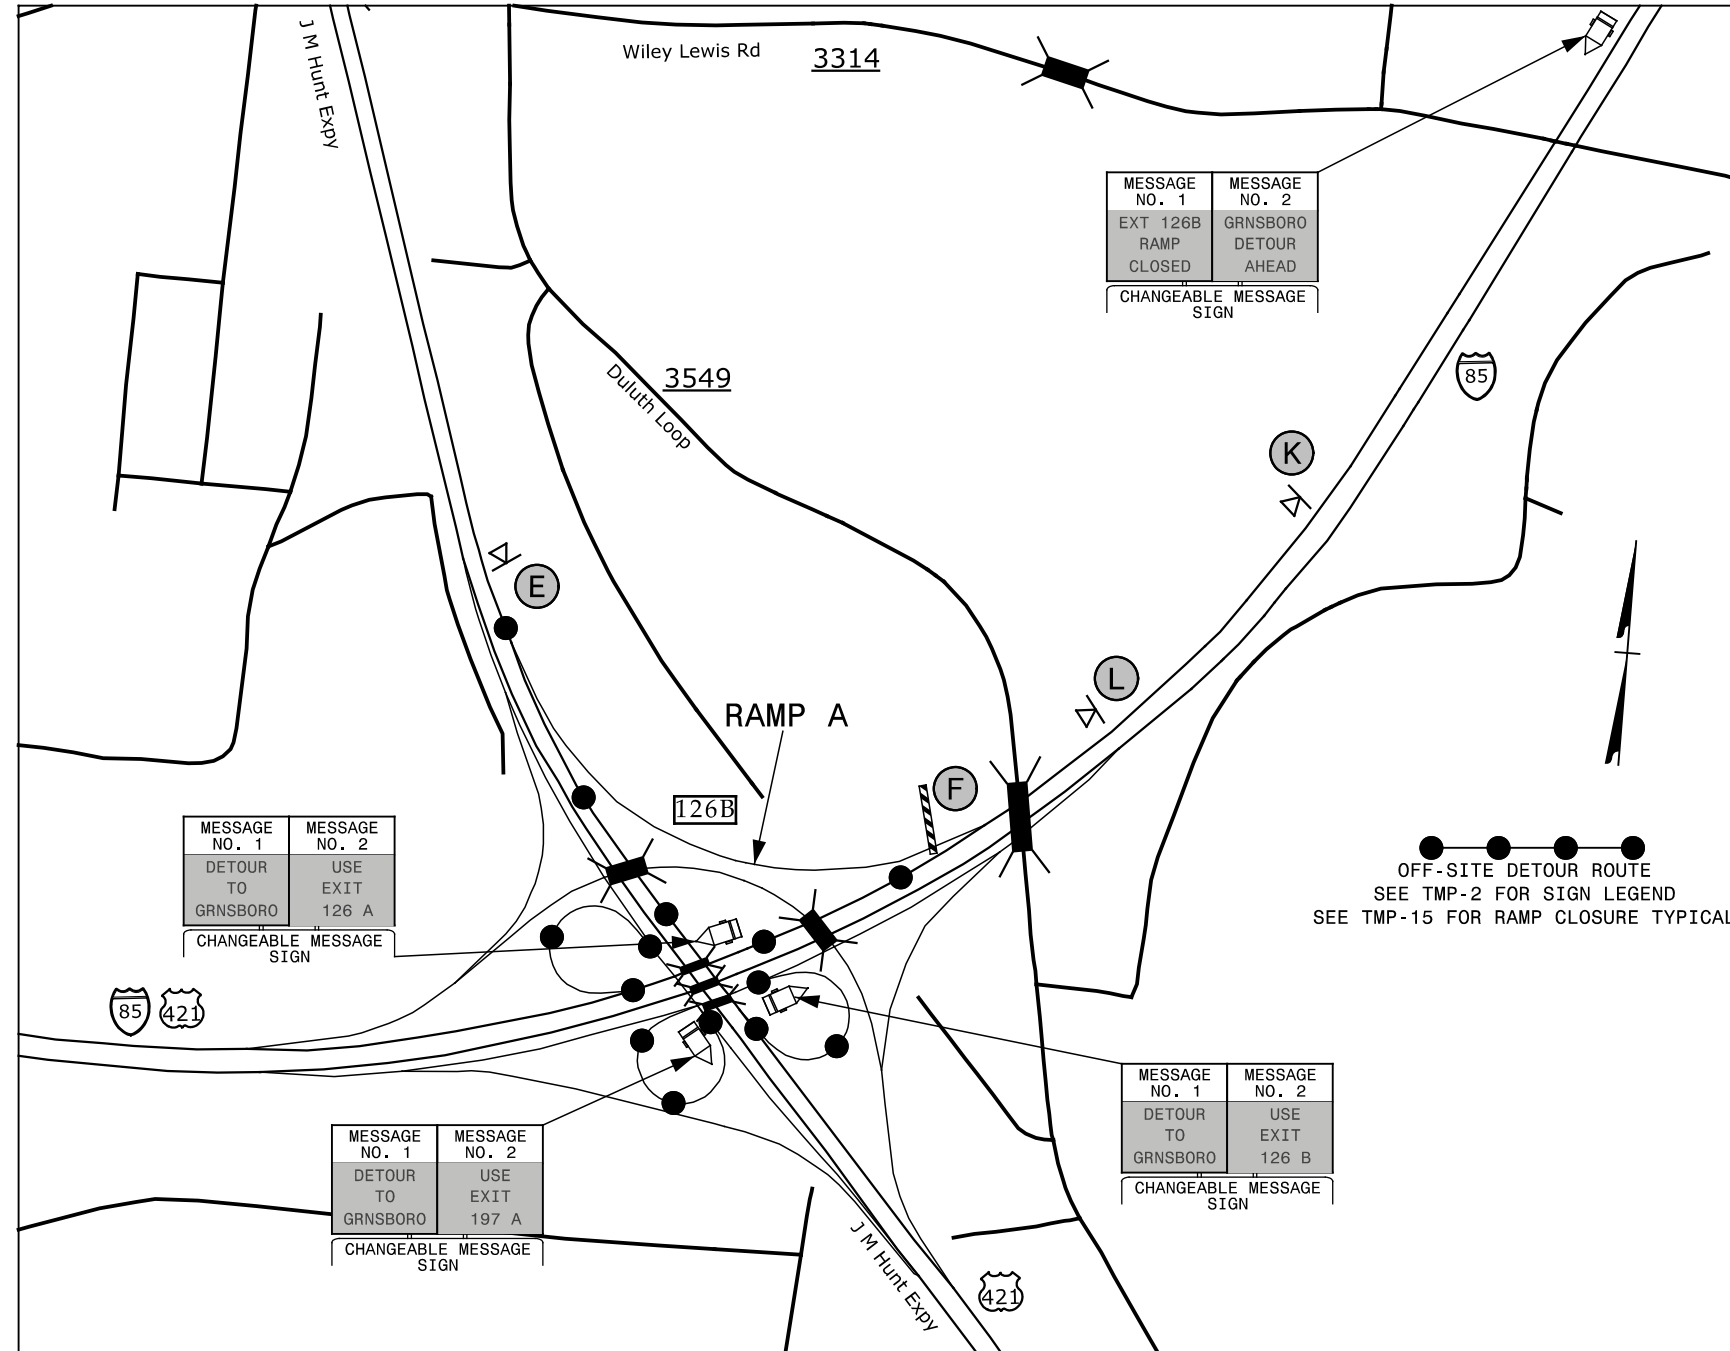 J M Hunt Expy
Wiley Lewis Rd
3314
MESSAGE NO. 1
MESSAGE NO. 2
EXT 126B
RAMP
CLOSED
GRNSBORO
DETOUR
AHEAD
CHANGEABLE MESSAGE
SIGN
3549
Duluth Loop
85
K
E
L
RAMP A
F
126B
MESSAGE NO. 1
MESSAGE NO. 2
DETOUR
TO
GRNSBORO
USE
EXIT
126 A
CHANGEABLE MESSAGE
SIGN
OFF-SITE DETOUR ROUTE
SEE TMP-2 FOR SIGN LEGEND
SEE TMP-15 FOR RAMP CLOSURE TYPICAL
85
421
MESSAGE NO. 1
MESSAGE NO. 2
DETOUR
TO
GRNSBORO
USE
EXIT
126 B
CHANGEABLE MESSAGE
SIGN
MESSAGE NO. 1
MESSAGE NO. 2
DETOUR
TO
GRNSBORO
USE
EXIT
197 A
CHANGEABLE MESSAGE
SIGN
J M Hunt Expy
421